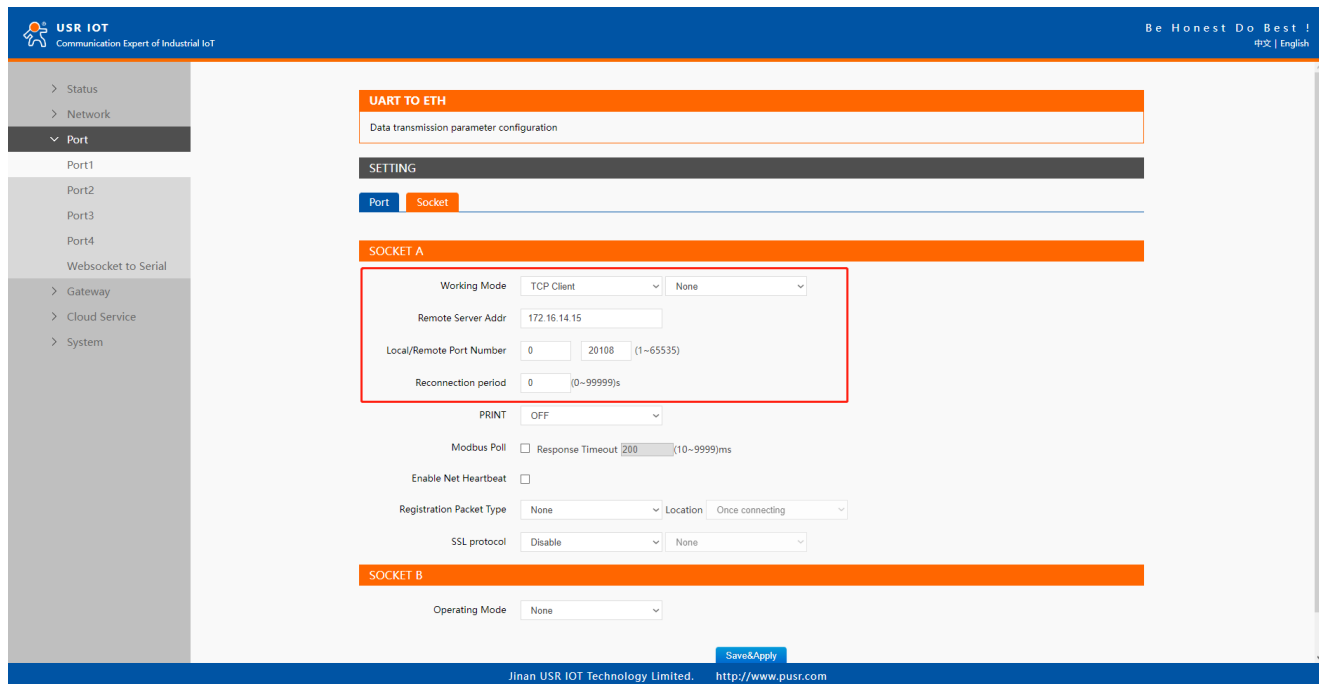 USR IOT
Communication Expert of Industrial IoT
Be Honest Do Best !
中文 | English
Status
Network
Port
Port1
Port2
Port3
Port4
Websocket to Serial
Gateway
Cloud Service
System
UART TO ETH
Data transmission parameter configuration
SETTING
Port Socket
SOCKET A
Working Mode TCP Client None
Remote Server Addr 172.16.14.15
Local/Remote Port Number 0 20108 (1~65535)
Reconnection period 0 (0~99999)s
PRINT OFF
Modbus Poll Response Timeout 200 (10~9999)ms
Enable Net Heartbeat
Registration Packet Type None Location Once connecting
SSL protocol Disable None
SOCKET B
Operating Mode None
Save&Apply
Jinan USR IOT Technology Limited. http://www.pusr.com